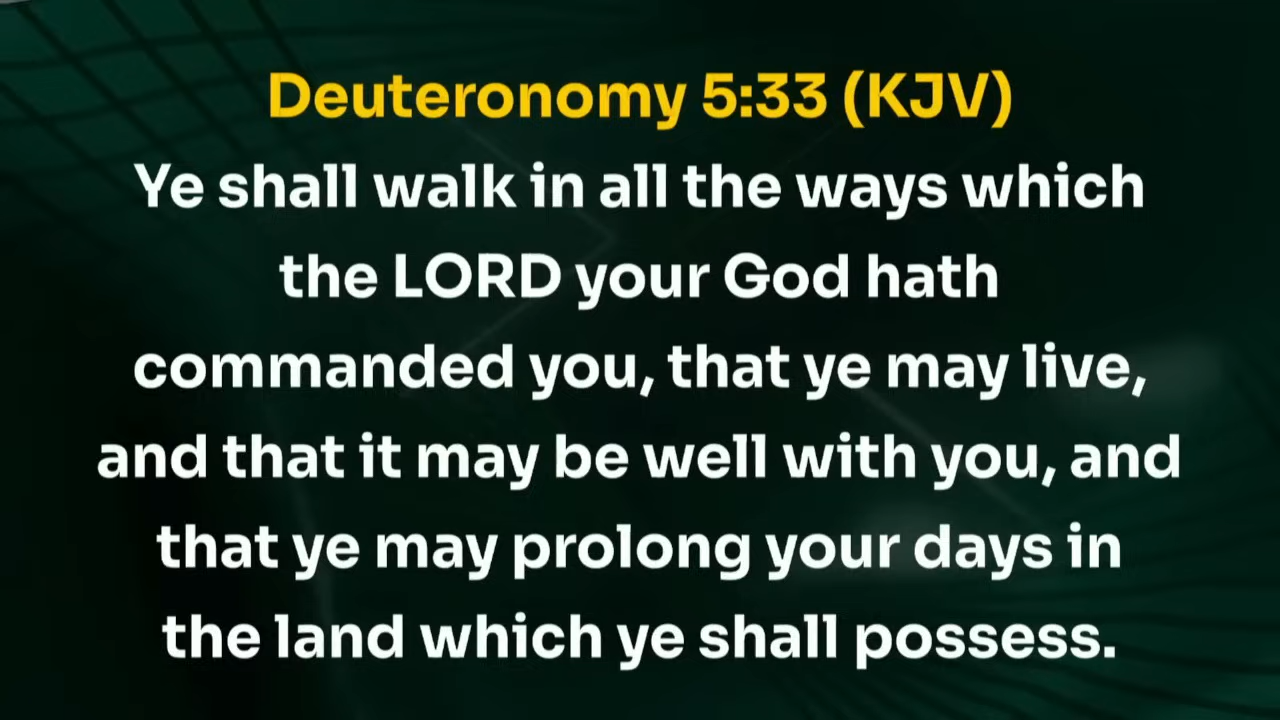 Deuteronomy 5:33 (KJV)
Ye shall walk in all the ways which
the LORD your God hath
commanded you, that ye may live,
and that it may be well with you, and
that ye may prolong your days in
the land which ye shall possess.